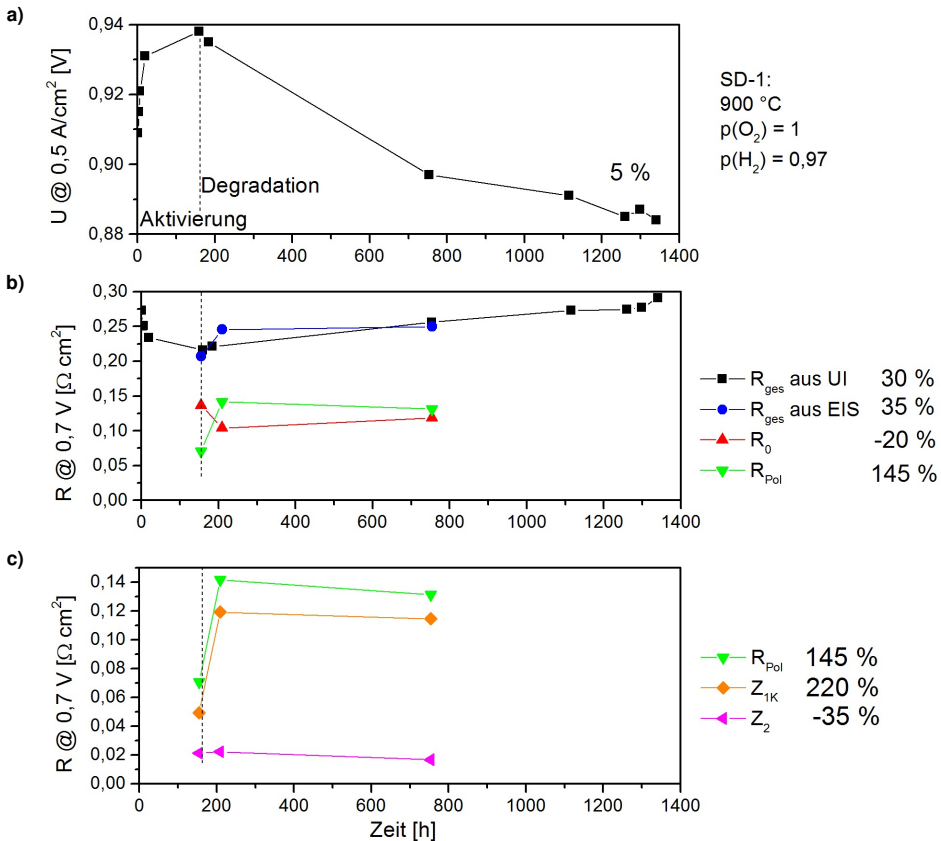 a)
U @ 0,5 A/cm² [V]
0,94
0,92
0,90
0,88
Aktivierung
Degradation
5 %
0 200 400 600 800 1000 1200 1400
SD-1:
900 °C
p(O₂) = 1
p(H₂) = 0,97
b)
R @ 0,7 V [Ω cm²]
0,30
0,25
0,20
0,15
0,10
0,05
0,00
0 200 400 600 800 1000 1200 1400
R_ges aus UI 30 %
R_ges aus EIS 35 %
R₀ -20 %
R_Pol 145 %
c)
R @ 0,7 V [Ω cm²]
0,14
0,12
0,10
0,08
0,06
0,04
0,02
0,00
0 200 400 600 800 1000 1200 1400
Zeit [h]
R_Pol 145 %
Z_1K 220 %
Z₂ -35 %